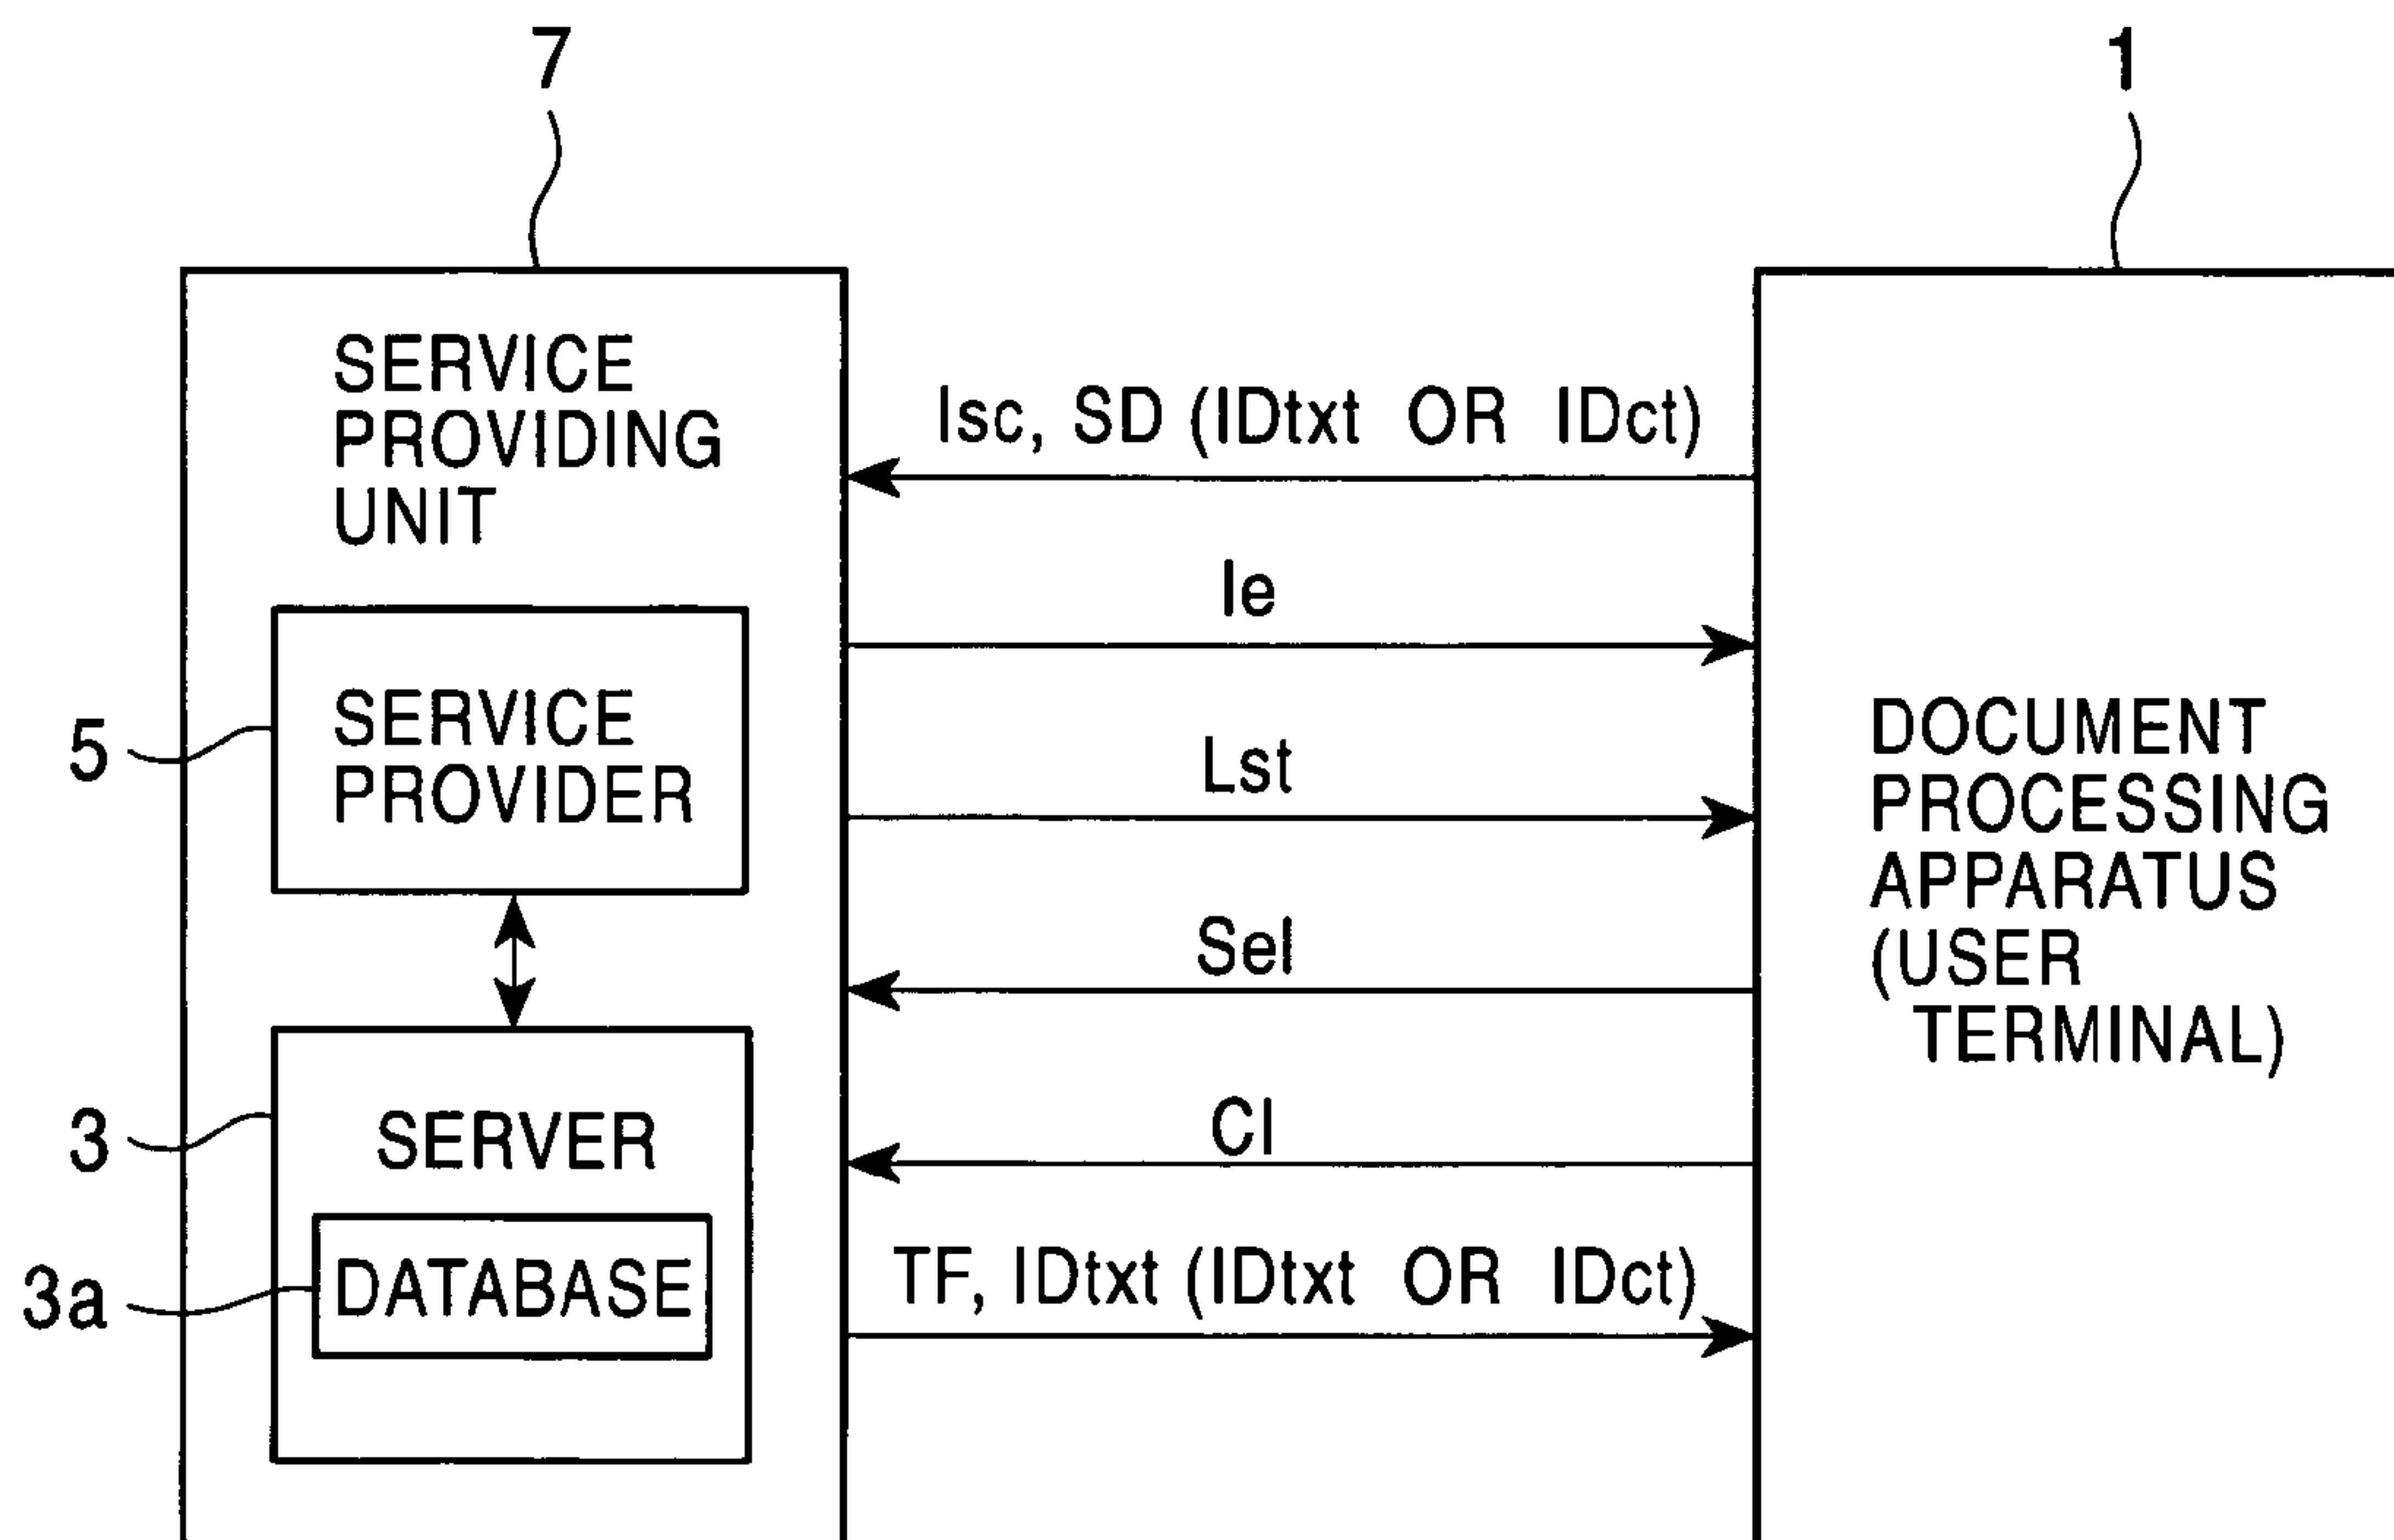 7
1
SERVICE
PROVIDING
UNIT
Isc, SD (IDtxt OR IDct)
Ie
5
SERVICE
PROVIDER
Lst
DOCUMENT
PROCESSING
APPARATUS
(USER
TERMINAL)
Sel
3
SERVER
CI
3a
DATABASE
TF, IDtxt (IDtxt OR IDct)